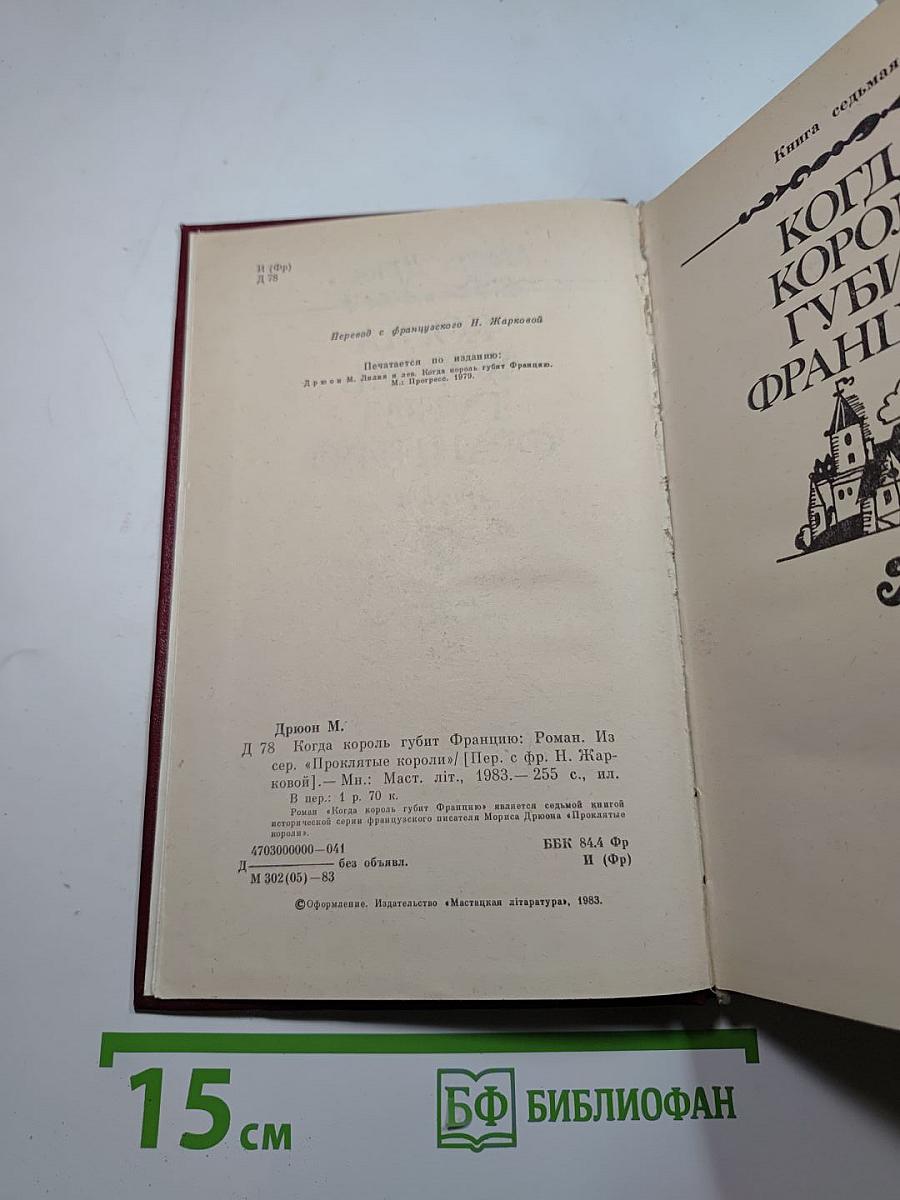 И (Фр)
Д 78
Перевод с французского Н. Жарковой
Печатается по изданию:
Дрюон М. Лилия и лев. Когда король губит Францию.
М.: Прогресс. 1979.
Дрюон М.
Д 78 Когда король губит Францию: Роман. Из
сер. «Проклятые короли»/ [Пер. с фр. Н. Жар-
ковой].— Мн.: Маст. літ., 1983.— 255 с., ил.
В пер.: 1 р. 70 к.
Роман «Когда король губит Францию» является седьмой книгой
исторической серии французского писателя Мориса Дрюона «Проклятые
короли».
4703000000—041
Д без объявл.
М 302(05)—83
ББК 84.4 Фр
И (Фр)
©Оформление. Издательство «Мастацкая літаратура», 1983.
Книга седьмая
КОГД
КОРОЛ
ГУБИ
ФРАНЦ
15 см
БФ БИБЛИОФАН